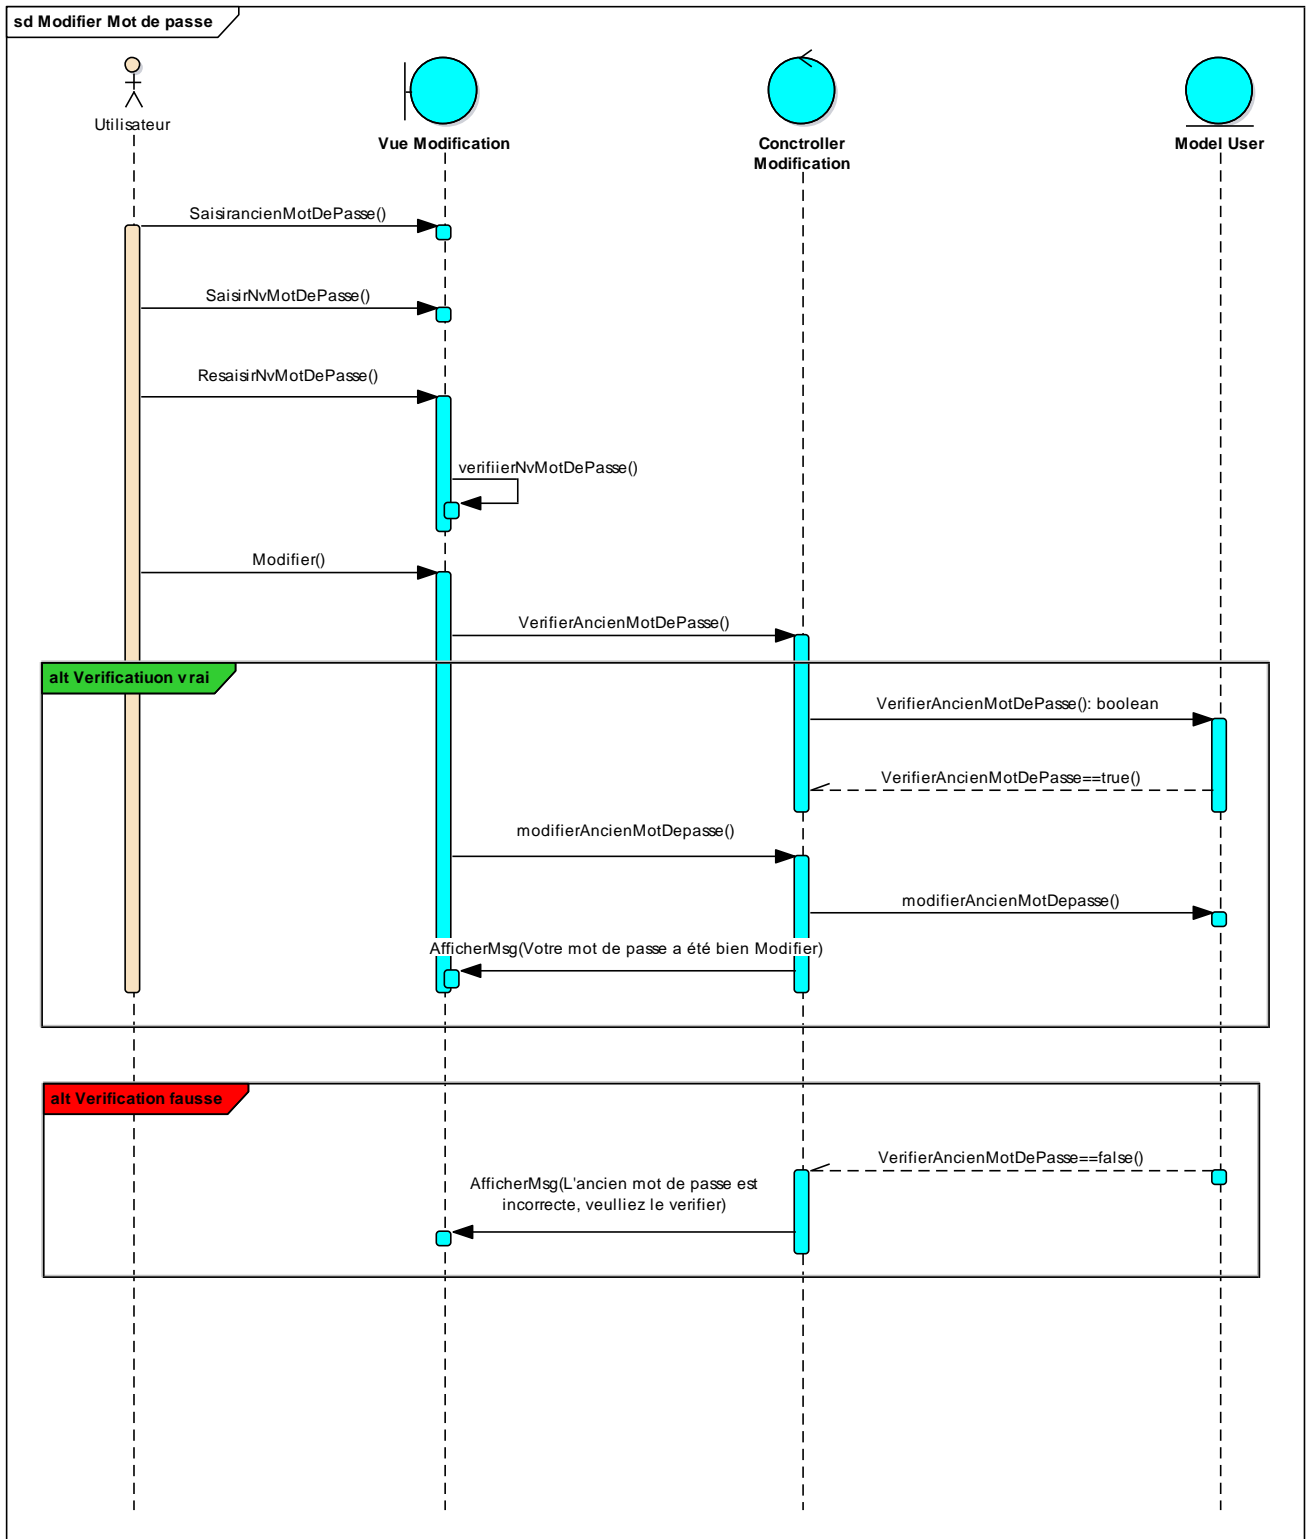 sd Modifier Mot de passe
Utilisateur
Vue Modification
Conctroller
Modification
Model User
SaisirancienMotDePasse()
SaisirNvMotDePasse()
ResaisirNvMotDePasse()
verifiierNvMotDePasse()
Modifier()
VerifierAncienMotDePasse()
alt Verificatiuon vrai
VerifierAncienMotDePasse(): boolean
VerifierAncienMotDePasse==true()
modifierAncienMotDepasse()
modifierAncienMotDepasse()
AfficherMsg(Votre mot de passe a été bien Modifier)
alt Verification fausse
VerifierAncienMotDePasse==false()
AfficherMsg(L'ancien mot de passe est
incorrecte, veulliez le verifier)